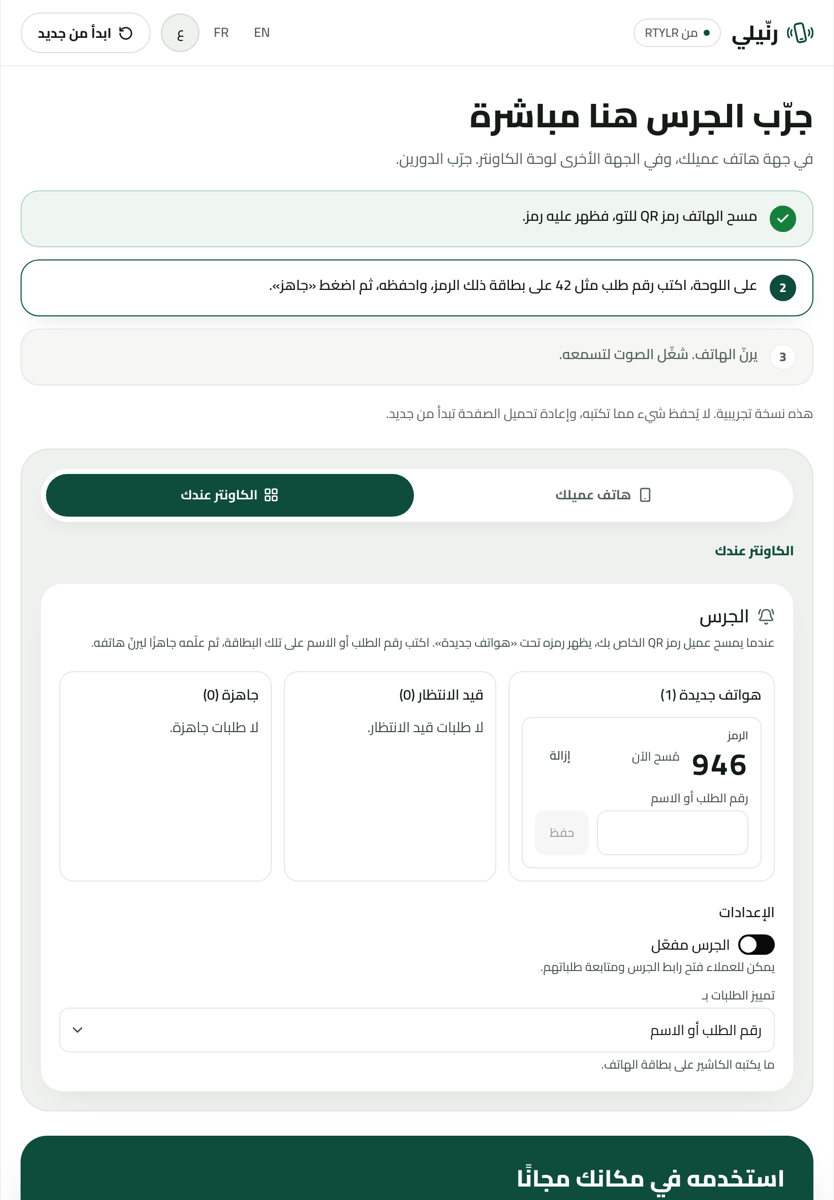 رنّيلي
من RTYLR
EN
FR
ع
ابدأ من جديد
جرّب الجرس هنا مباشرة
في جهة هاتف عميلك، وفي الجهة الأخرى لوحة الكاونتر. جرّب الدورين.
مسح الهاتف رمز QR للتو، فظهر عليه رمز.
2
على اللوحة، اكتب رقم طلب مثل 42 على بطاقة ذلك الرمز، واحفظه، ثم اضغط «جاهز».
3
يرنّ الهاتف. شغّل الصوت لتسمعه.
هذه نسخة تجريبية. لا يُحفظ شيء مما تكتبه، وإعادة تحميل الصفحة تبدأ من جديد.
هاتف عميلك
الكاونتر عندك
الكاونتر عندك
الجرس
عندما يمسح عميل رمز QR الخاص بك، يظهر رمزه تحت «هواتف جديدة». اكتب رقم الطلب أو الاسم على تلك البطاقة، ثم علّمه جاهزًا ليرنّ هاتفه.
هواتف جديدة (1)
الرمز
946
مُسح الآن
إزالة
رقم الطلب أو الاسم
حفظ
قيد الانتظار (0)
لا طلبات قيد الانتظار.
جاهزة (0)
لا طلبات جاهزة.
الإعدادات
الجرس مفعّل
يمكن للعملاء فتح رابط الجرس ومتابعة طلباتهم.
تمييز الطلبات بـ
رقم الطلب أو الاسم
ما يكتبه الكاشير على بطاقة الهاتف.
استخدمه في مكانك مجانًا